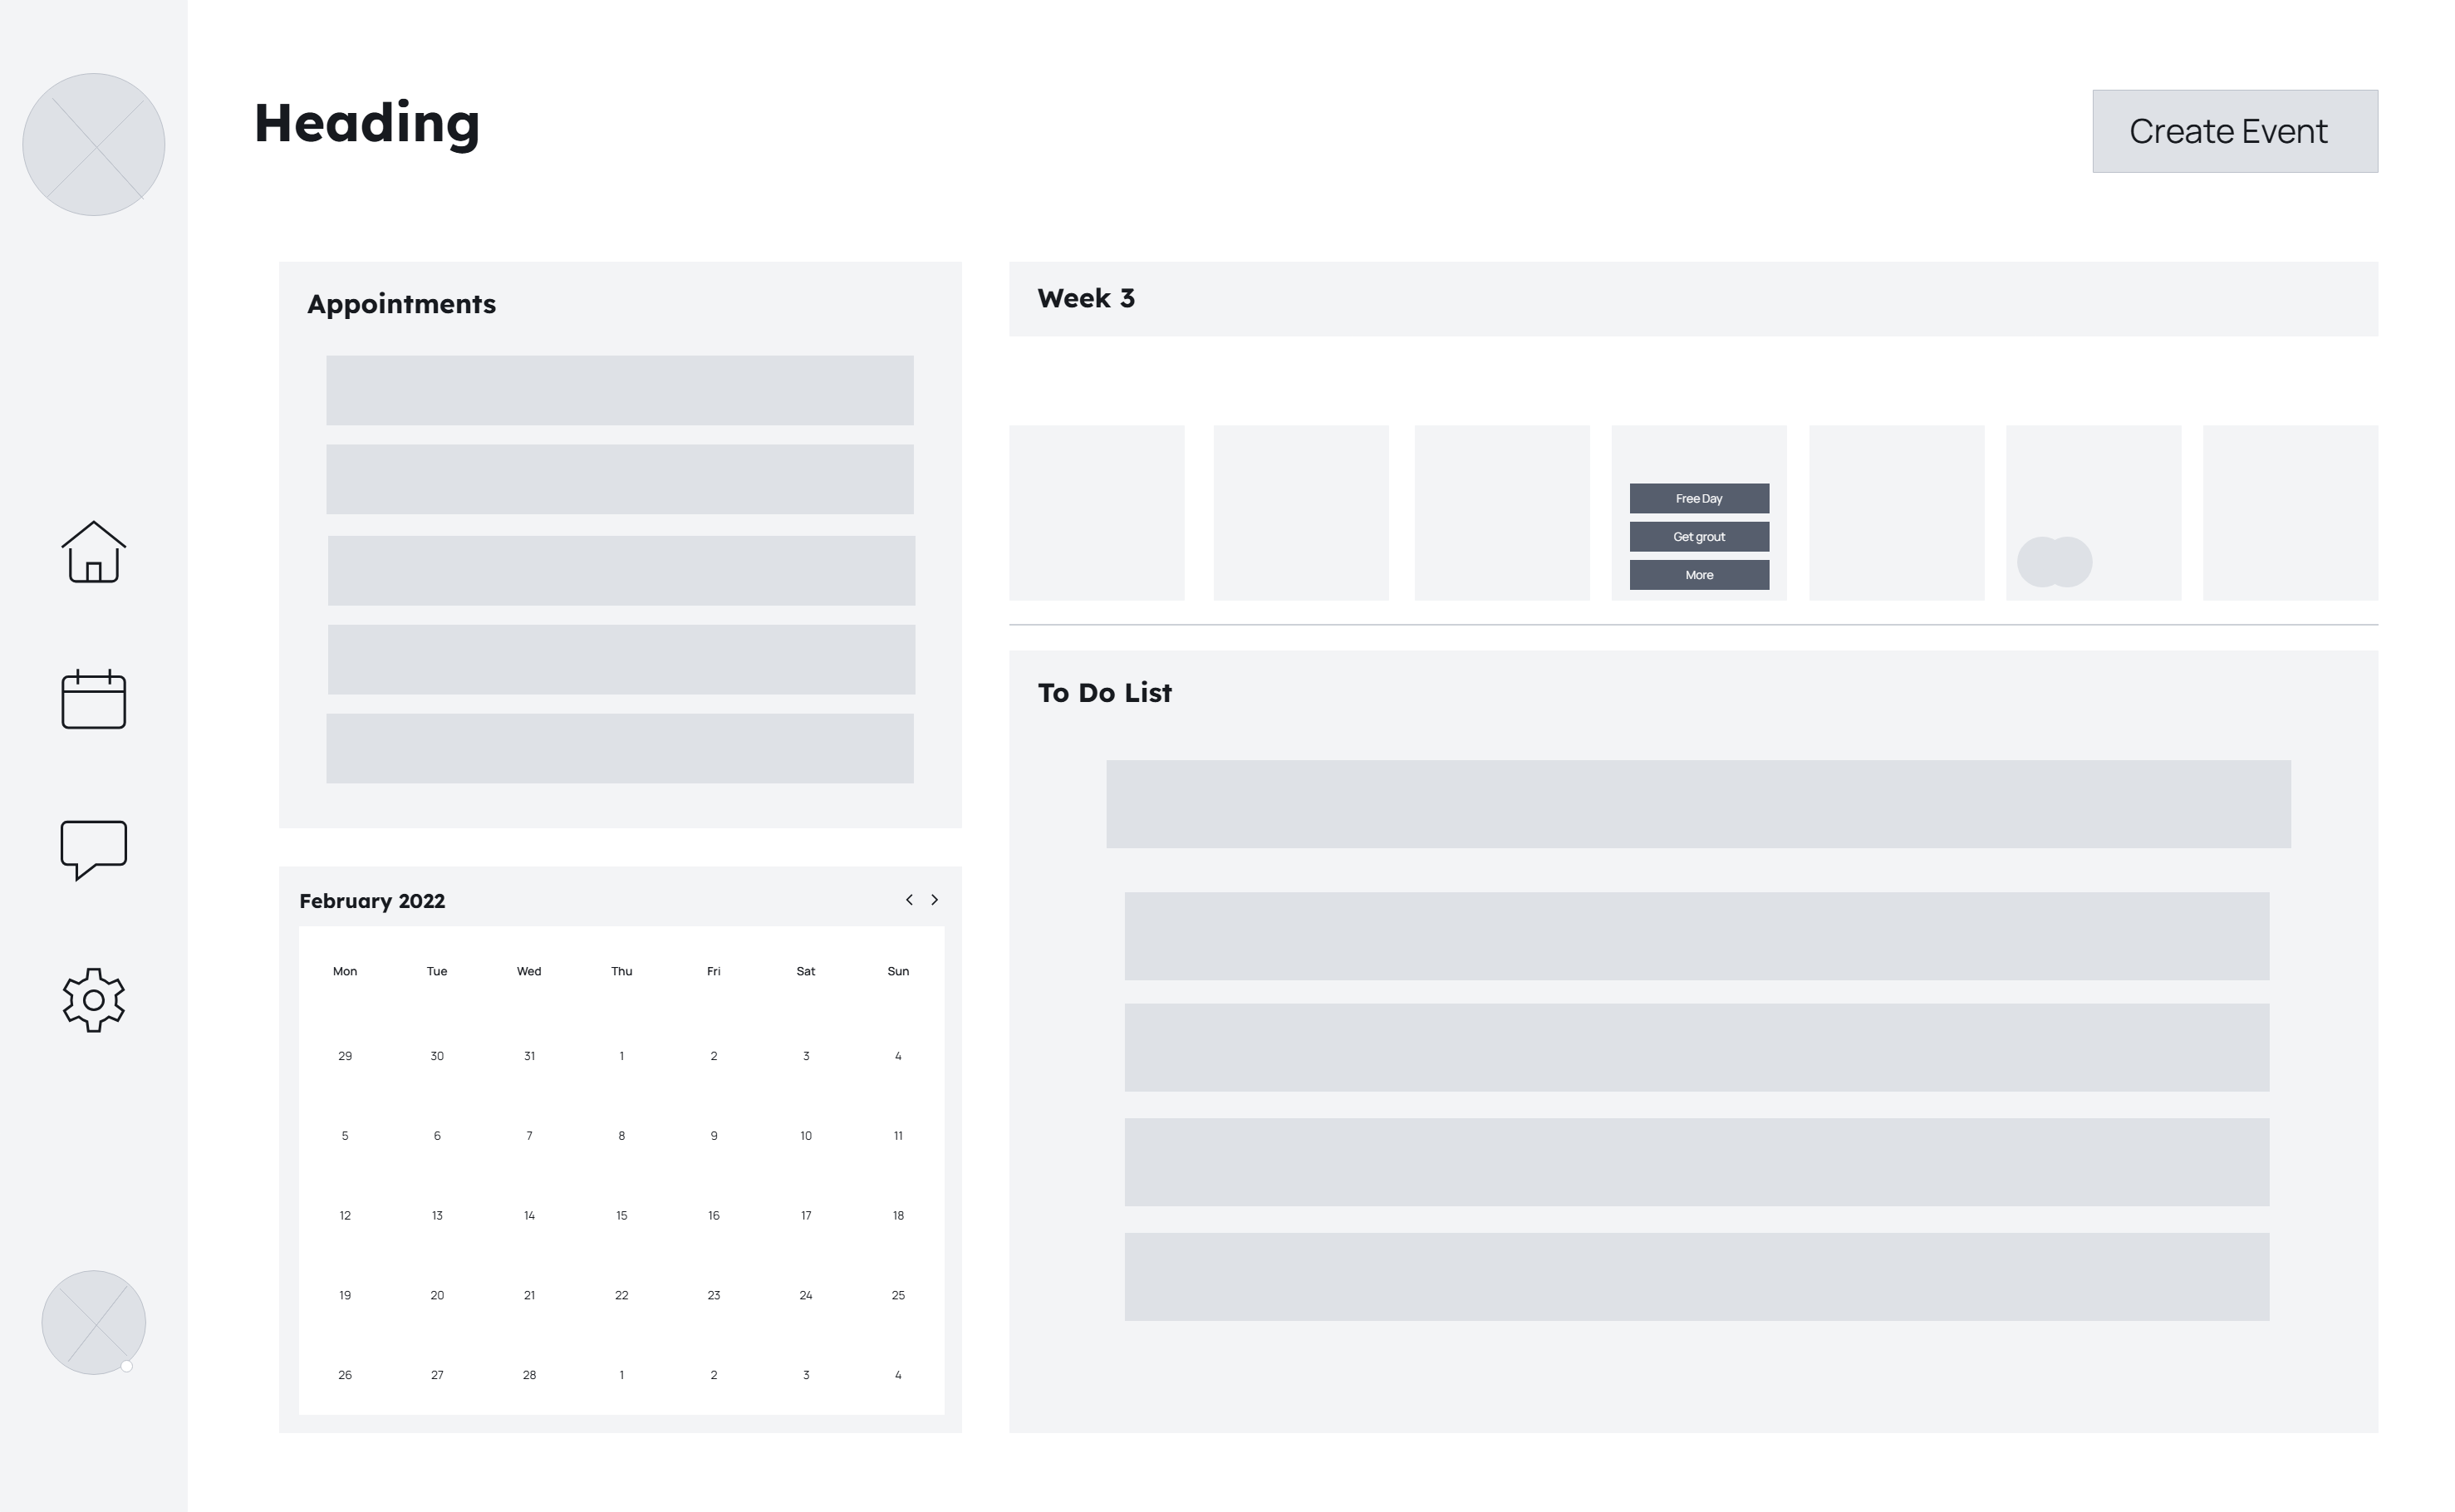 Heading
Create Event
Appointments
Week 3
Free Day
Get grout
More
To Do List
February 2022
Mon Tue Wed Thu Fri Sat Sun
29 30 31 1 2 3 4
5 6 7 8 9 10 11
12 13 14 15 16 17 18
19 20 21 22 23 24 25
26 27 28 1 2 3 4